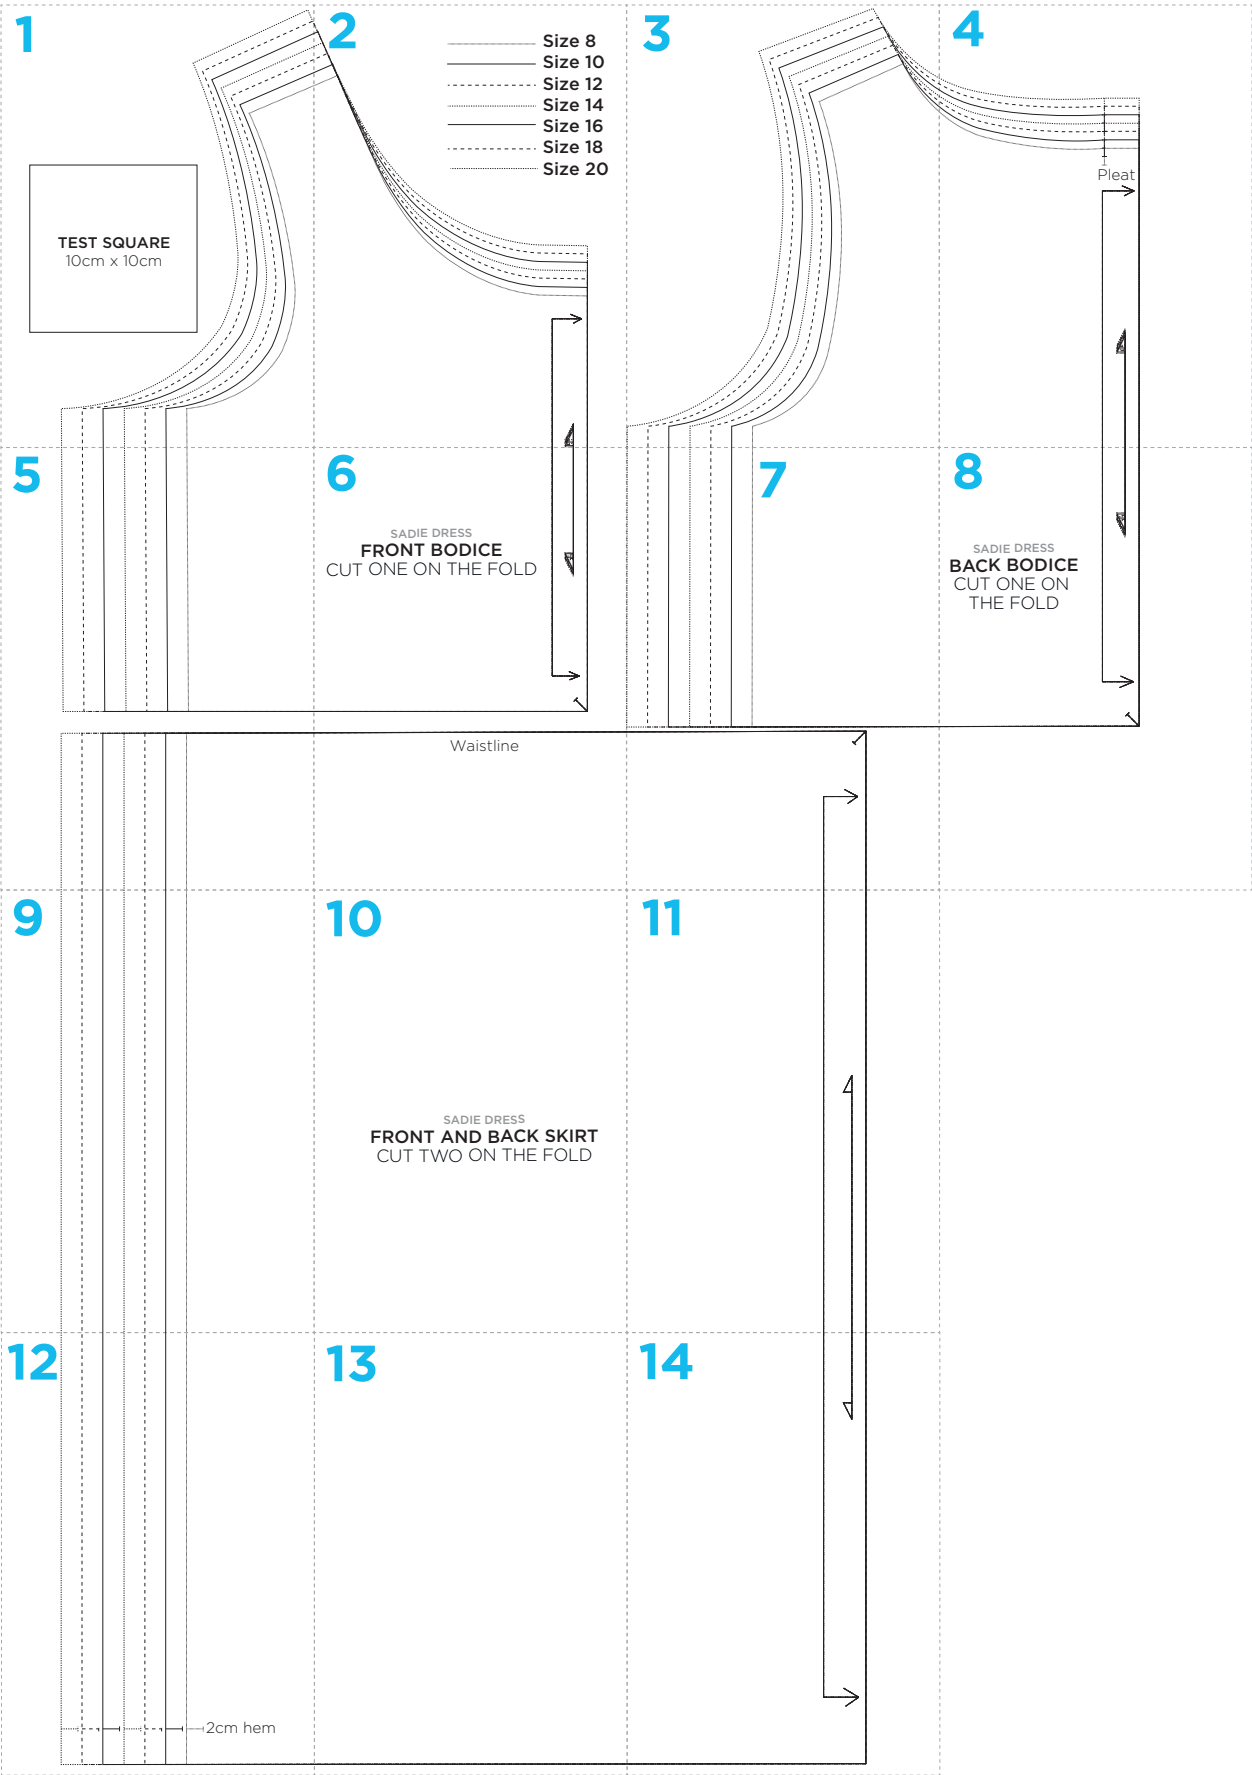 1
2
3
4
Size 8
Size 10
Size 12
Size 14
Size 16
Size 18
Size 20
TEST SQUARE
10cm x 10cm
Pleat
5
6
7
8
SADIE DRESS
FRONT BODICE
CUT ONE ON THE FOLD
SADIE DRESS
BACK BODICE
CUT ONE ON
THE FOLD
Waistline
9
10
11
SADIE DRESS
FRONT AND BACK SKIRT
CUT TWO ON THE FOLD
12
13
14
2cm hem